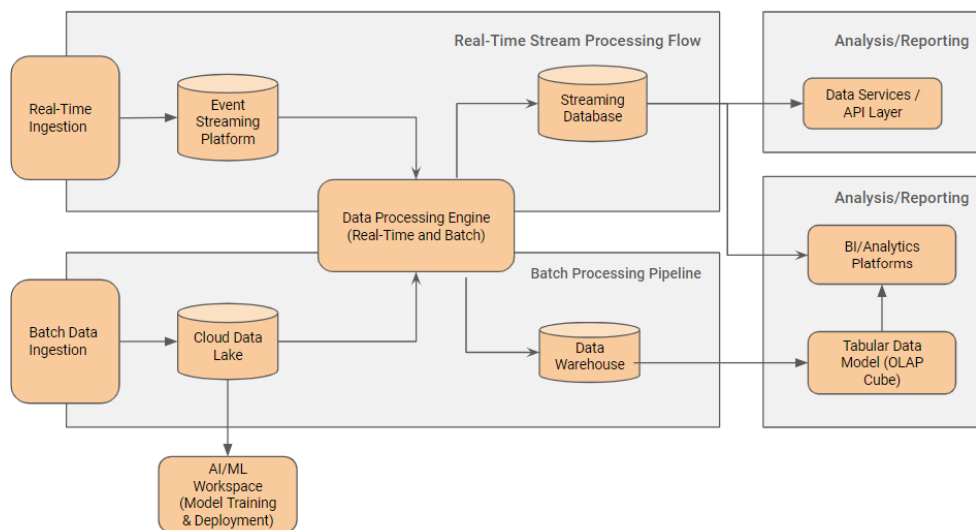 Real-Time Stream Processing Flow
Analysis/Reporting
Real-Time
Ingestion
Event
Streaming
Platform
Streaming
Database
Data Services /
API Layer
Data Processing Engine
(Real-Time and Batch)
Analysis/Reporting
BI/Analytics
Platforms
Batch Processing Pipeline
Batch Data
Ingestion
Cloud Data
Lake
Data
Warehouse
Tabular Data
Model (OLAP
Cube)
AI/ML
Workspace
(Model Training
& Deployment)